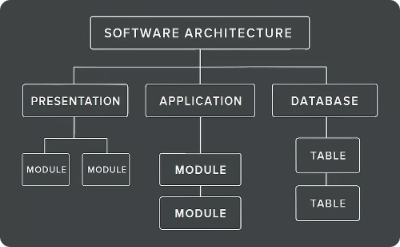 SOFTWARE ARCHITECTURE
PRESENTATION
APPLICATION
DATABASE
MODULE
MODULE
MODULE
MODULE
TABLE
TABLE